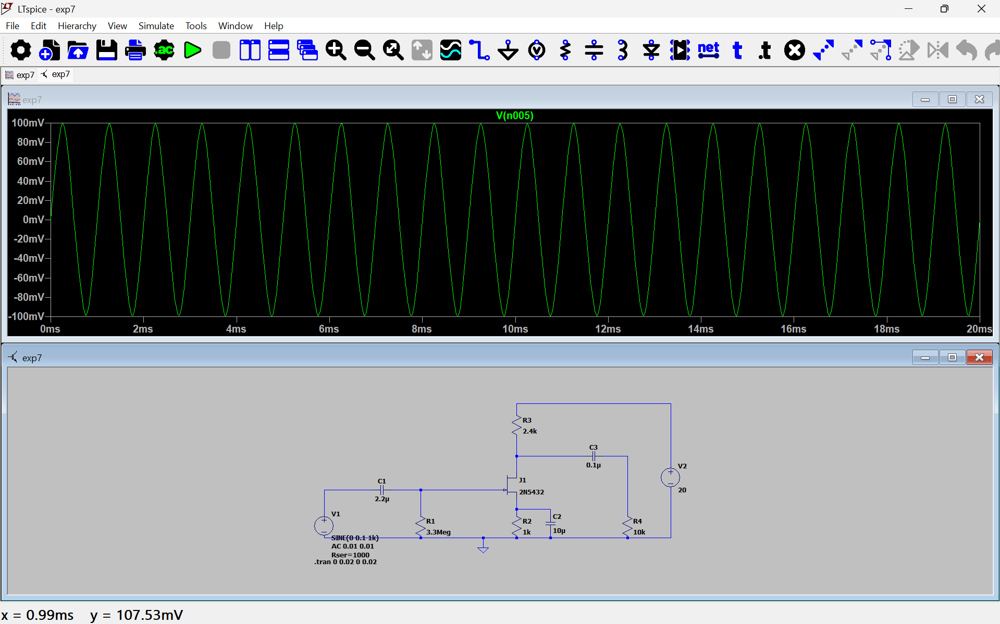 LTspice - exp7
File Edit Hierarchy View Simulate Tools Window Help
.ac net t .t
exp7 exp7
exp7
V(n005)
100mV
80mV
60mV
40mV
20mV
0mV
-20mV
-40mV
-60mV
-80mV
-100mV
0ms 2ms 4ms 6ms 8ms 10ms 12ms 14ms 16ms 18ms 20ms
exp7
R3
2.4k
C3
0.1µ
V2
20
J1
2N5432
C1
2.2µ
V1
SINE(0 0.1 1k)
AC 0.01 0.01
Rser=1000
.tran 0 0.02 0 0.02
R1
3.3Meg
R2
1k
C2
10µ
R4
10k
x = 0.99ms y = 107.53mV